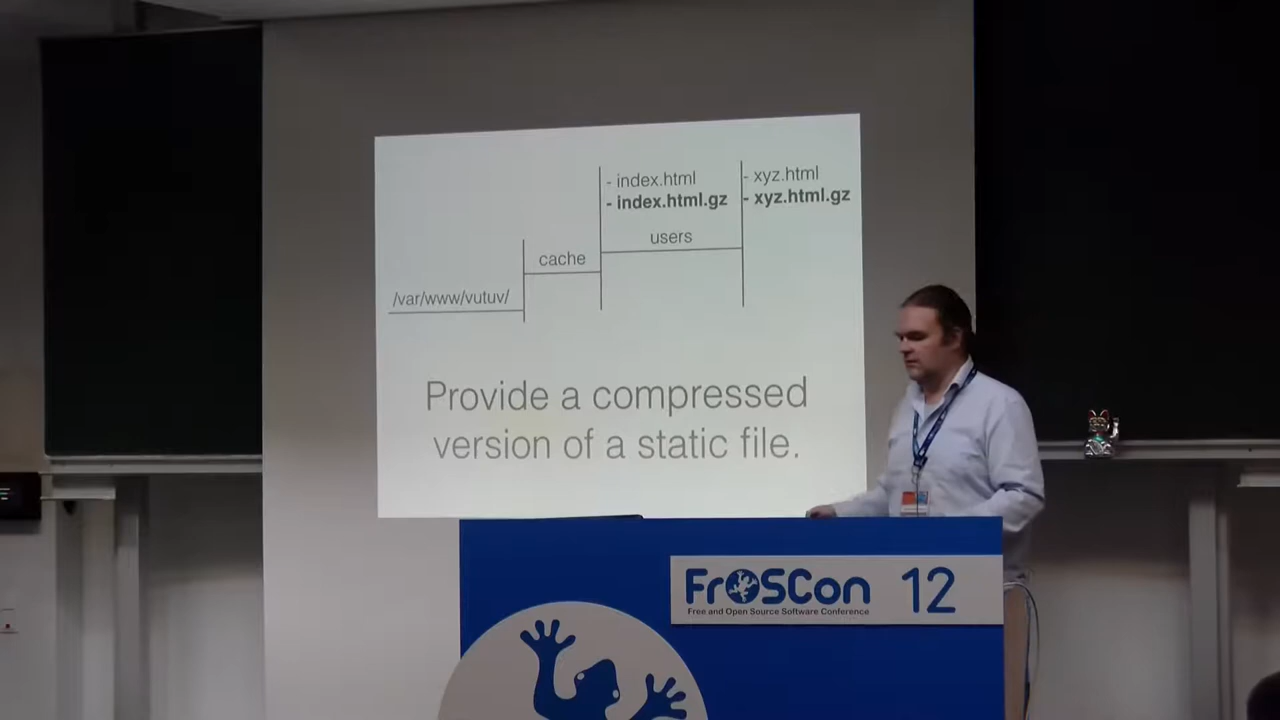 - index.html
- index.html.gz
- xyz.html
- xyz.html.gz
users
cache
/var/www/vutuv/
Provide a compressed
version of a static file.
FrOSCon 12
Free and Open Source Software Conference